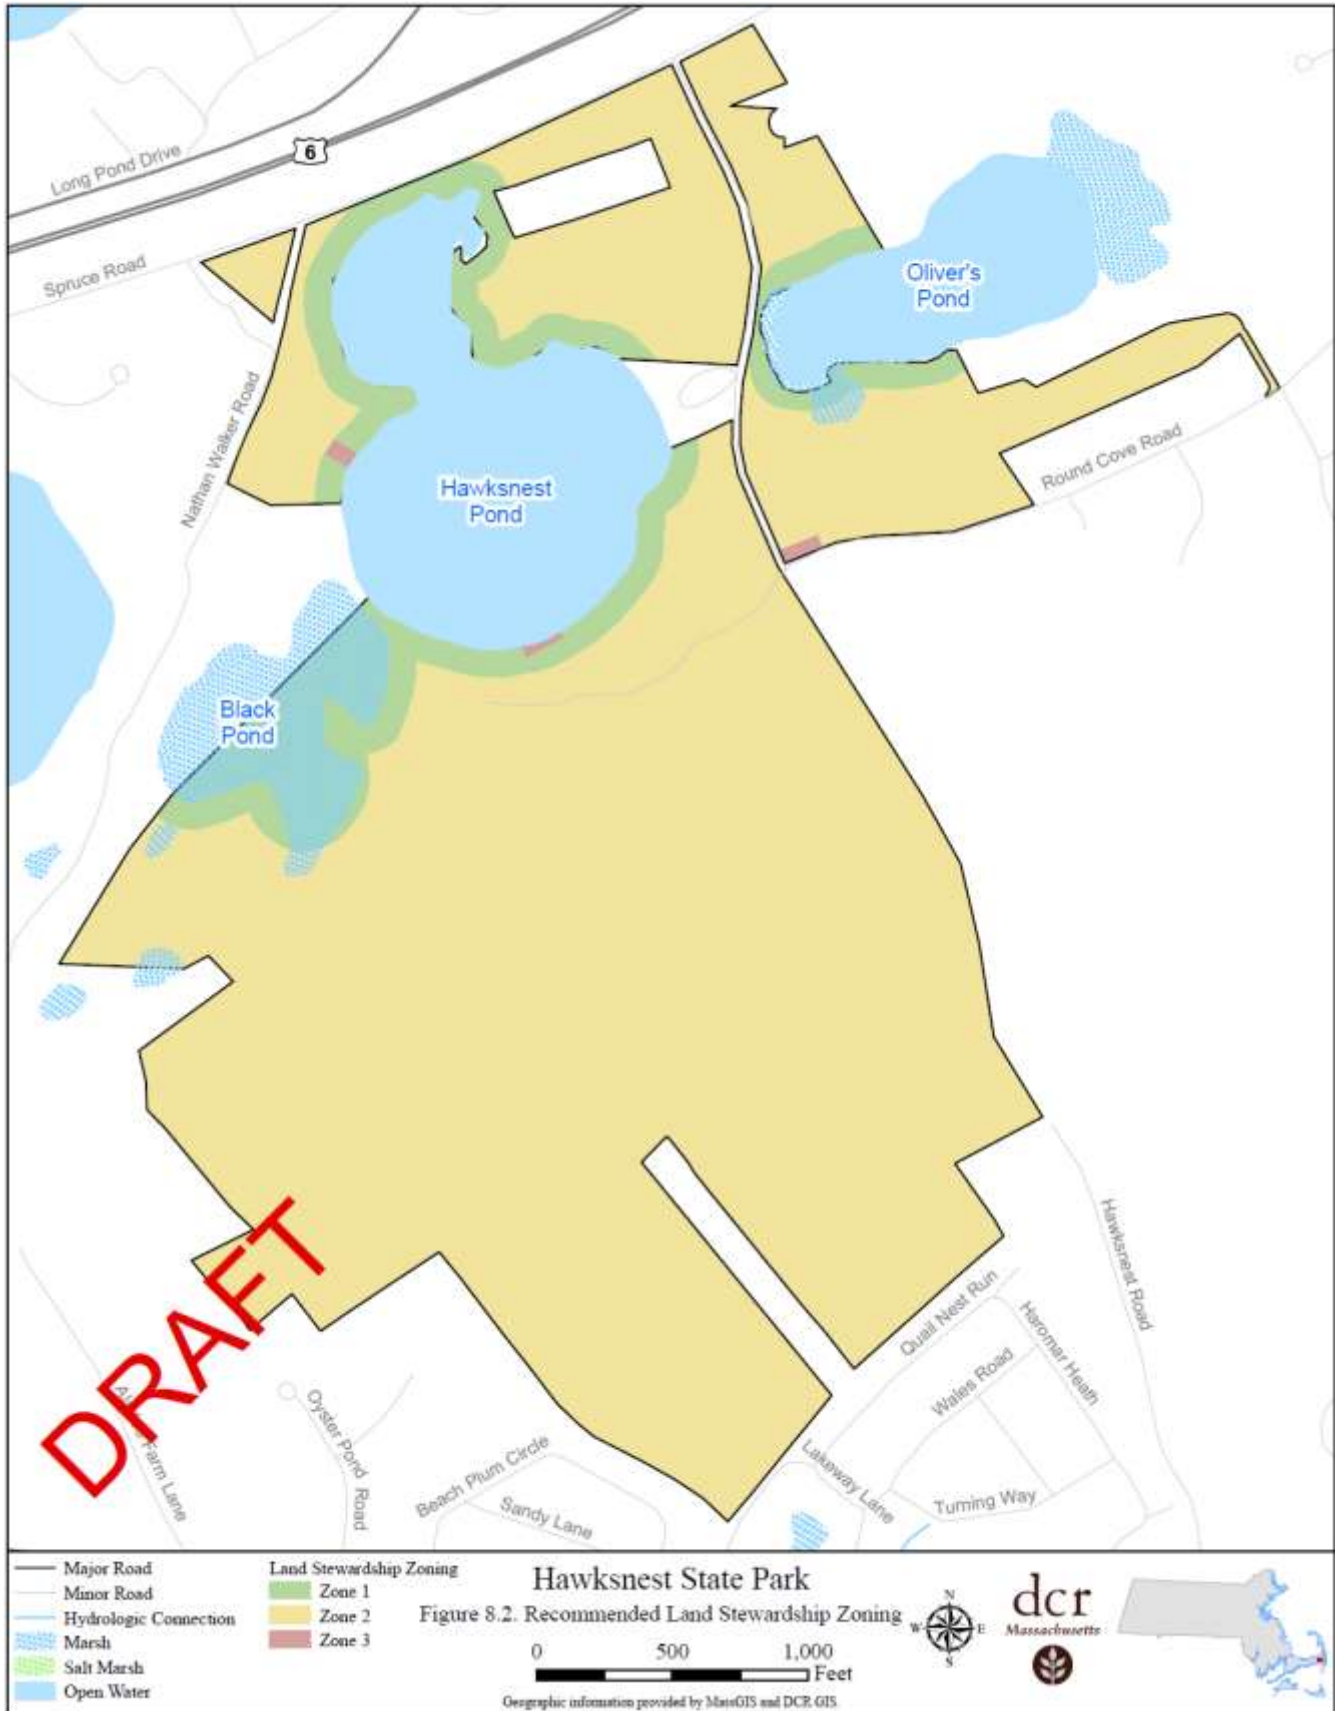 Long Pond Drive
6
Spruce Road
Oliver's
Pond
Nathan Walker Road
Round Cove Road
Hawksnest
Pond
Black
Pond
DRAFT
Farm Lane
Oyster Pond Road
Beach Plum Circle
Sandy Lane
Quail Nest Run
Hawksnest Road
Haromar Heath
Wales Road
Lakeway Lane
Turning Way
Major Road
Minor Road
Hydrologic Connection
Marsh
Salt Marsh
Open Water
Land Stewardship Zoning
Zone 1
Zone 2
Zone 3
Hawksnest State Park
Figure 8.2. Recommended Land Stewardship Zoning
0 500 1,000
Feet
Geographic information provided by MassGIS and DCR GIS.
N
W E
S
dcr
Massachusetts